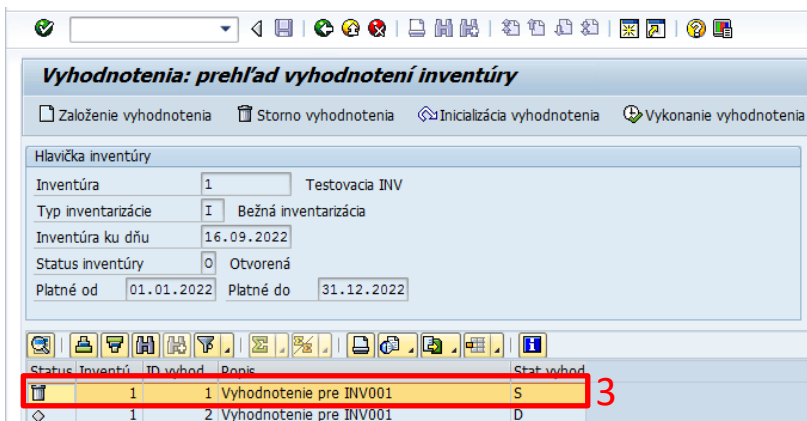 Vyhodnotenia: prehľad vyhodnotení inventúry
Založenie vyhodnotenia Storno vyhodnotenia Inicializácia vyhodnotenia Vykonanie vyhodnotenia
Hlavička inventúry
Inventúra 1 Testovacia INV
Typ inventarizácie I Bežná inventarizácia
Inventúra ku dňu 16.09.2022
Status inventúry O Otvorená
Platné od 01.01.2022 Platné do 31.12.2022
Status Inventú ID vyhod Popis Stat vyhod
1 1 Vyhodnotenie pre INV001 S 3
1 2 Vyhodnotenie pre INV001 D